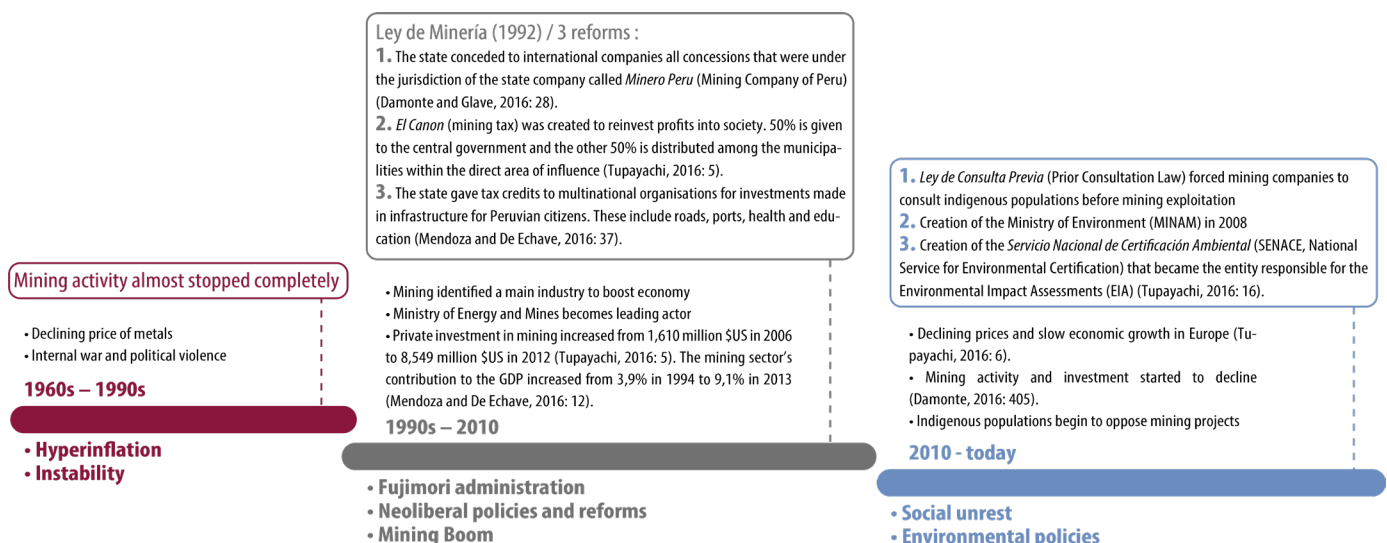 Mining activity almost stopped completely
• Declining price of metals
• Internal war and political violence
1960s – 1990s
• Hyperinflation
• Instability
Ley de Minería (1992) / 3 reforms :
1. The state conceded to international companies all concessions that were under
the jurisdiction of the state company called Minero Peru (Mining Company of Peru)
(Damonte and Glave, 2016: 28).
2. El Canon (mining tax) was created to reinvest profits into society. 50% is given
to the central government and the other 50% is distributed among the municipa-
lities within the direct area of influence (Tupayachi, 2016: 5).
3. The state gave tax credits to multinational organisations for investments made
in infrastructure for Peruvian citizens. These include roads, ports, health and edu-
cation (Mendoza and De Echave, 2016: 37).
• Mining identified a main industry to boost economy
• Ministry of Energy and Mines becomes leading actor
• Private investment in mining increased from 1,610 million $US in 2006
to 8,549 million $US in 2012 (Tupayachi, 2016: 5). The mining sector’s
contribution to the GDP increased from 3,9% in 1994 to 9,1% in 2013
(Mendoza and De Echave, 2016: 12).
1990s – 2010
• Fujimori administration
• Neoliberal policies and reforms
• Mining Boom
1. Ley de Consulta Previa (Prior Consultation Law) forced mining companies to
consult indigenous populations before mining exploitation
2. Creation of the Ministry of Environment (MINAM) in 2008
3. Creation of the Servicio Nacional de Certificación Ambiental (SENACE, National
Service for Environmental Certification) that became the entity responsible for the
Environmental Impact Assessments (EIA) (Tupayachi, 2016: 16).
• Declining prices and slow economic growth in Europe (Tu-
payachi, 2016: 6).
• Mining activity and investment started to decline
(Damonte, 2016: 405).
• Indigenous populations begin to oppose mining projects
2010 - today
• Social unrest
• Environmental policies